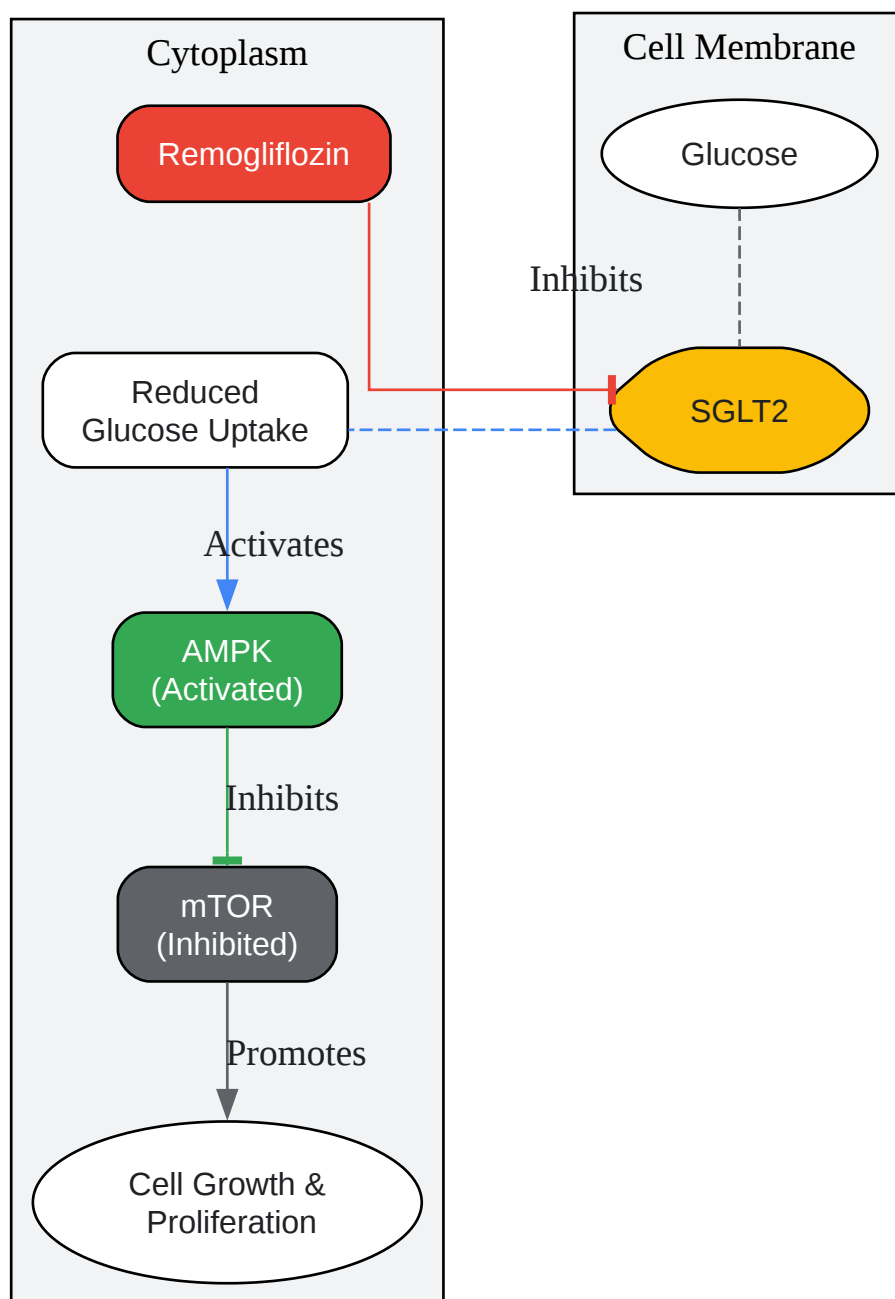 Cytoplasm
Cell Membrane
Remogliflozin
Glucose
Inhibits
Reduced
Glucose Uptake
SGLT2
Activates
AMPK
(Activated)
Inhibits
mTOR
(Inhibited)
Promotes
Cell Growth &
Proliferation